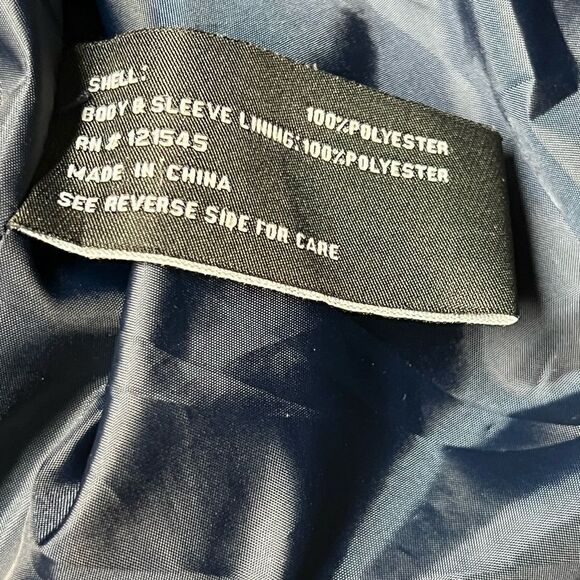 SHELL: 100%POLYESTER
BODY & SLEEVE LINING:100%POLYESTER
RN # 121545
MADE IN CHINA
SEE REVERSE SIDE FOR CARE